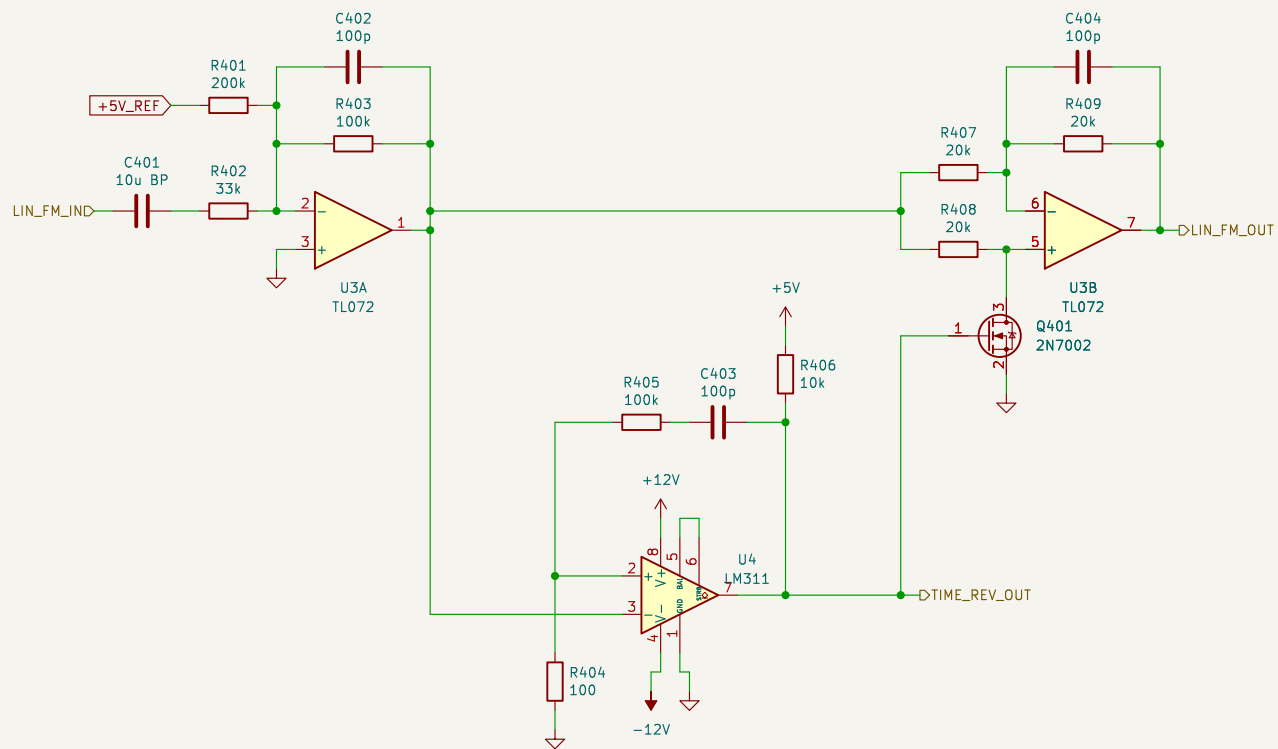 C402
100p
C404
100p
R401
200k
+5V_REF
R403
100k
R409
20k
C401
10u BP
R402
33k
R407
20k
LIN_FM_IN
2
−
3
+
1
U3A
TL072
R408
20k
6
−
5
+
7
LIN_FM_OUT
U3B
TL072
+5V
3
1
2
Q401
2N7002
R406
10k
R405
100k
C403
100p
+12V
8
5
6
U4
LM311
2
+
V+
BAL
STRB
7
3
−
V-
GND
4
1
TIME_REV_OUT
R404
100
−12V